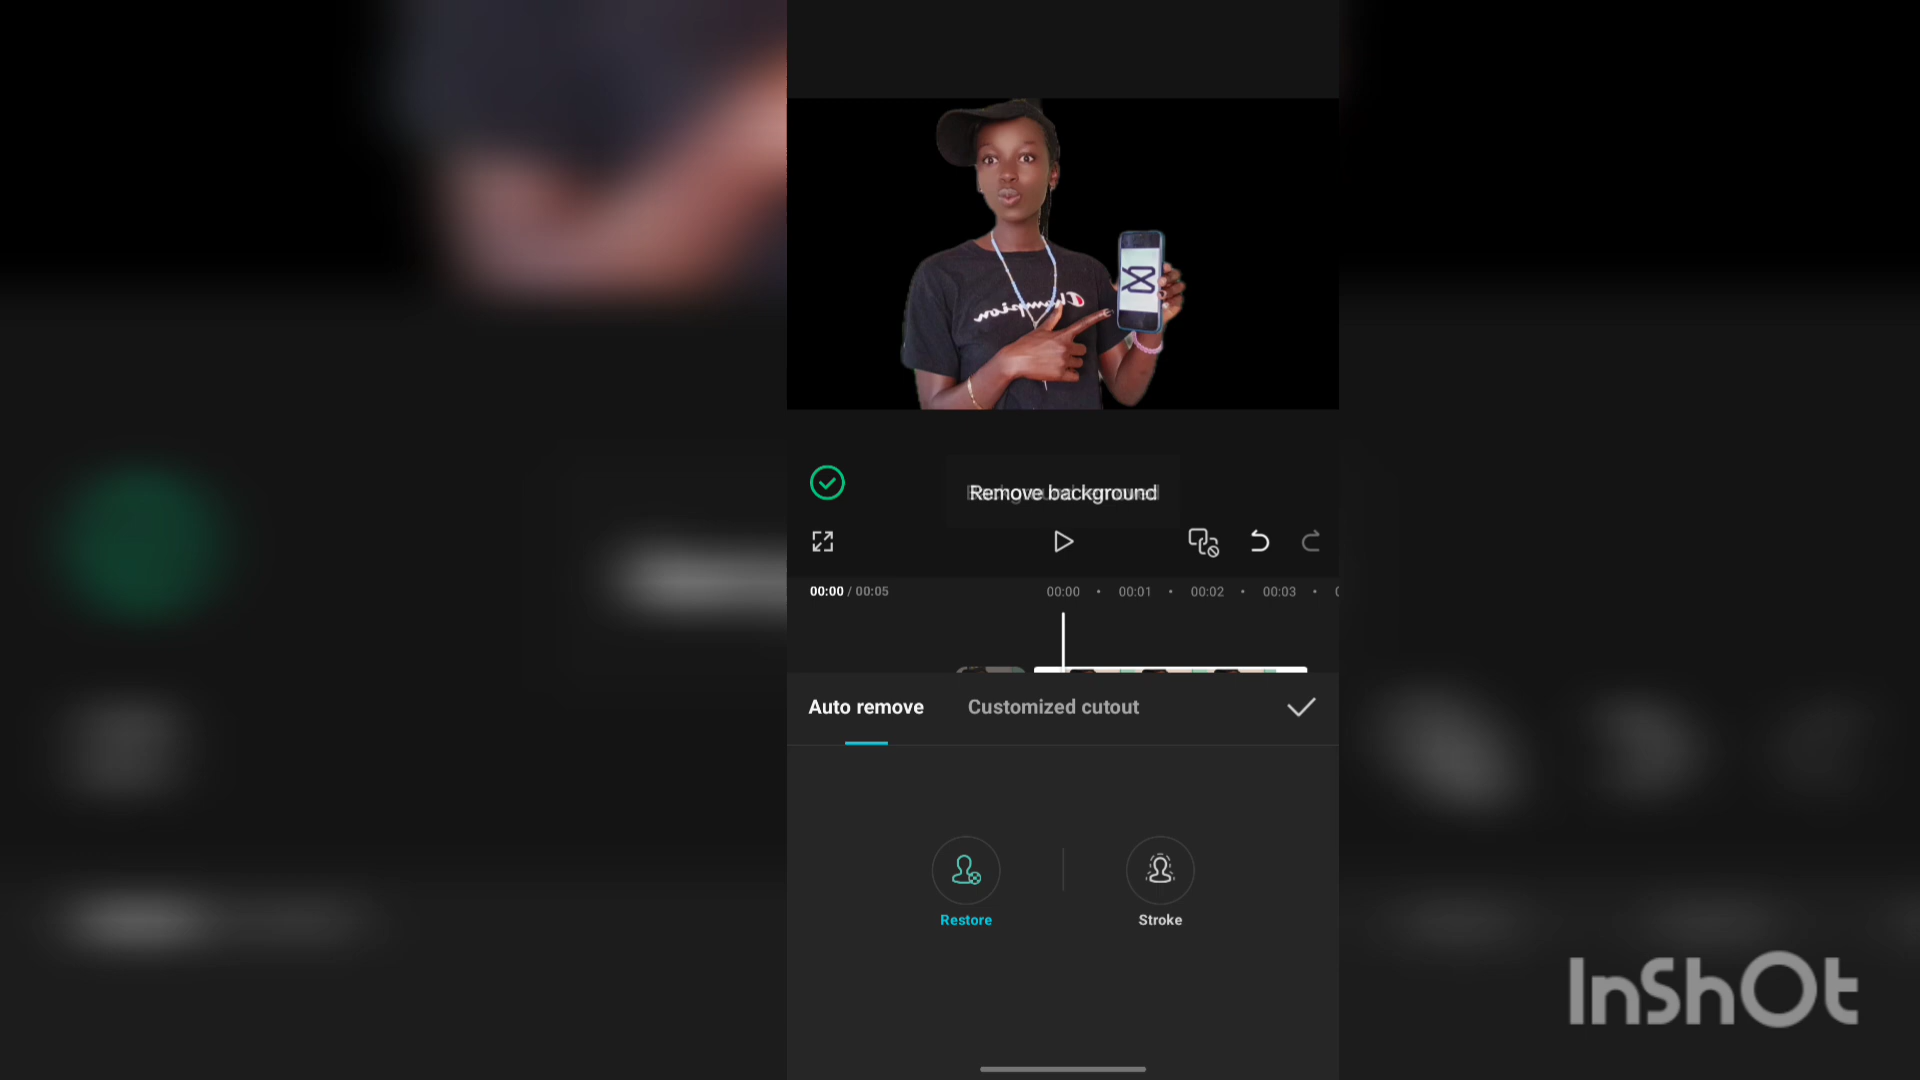 Champion
Remove background
00:00 / 00:05
00:00 00:01 00:02 00:03
Auto remove Customized cutout
Restore Stroke
InShOt